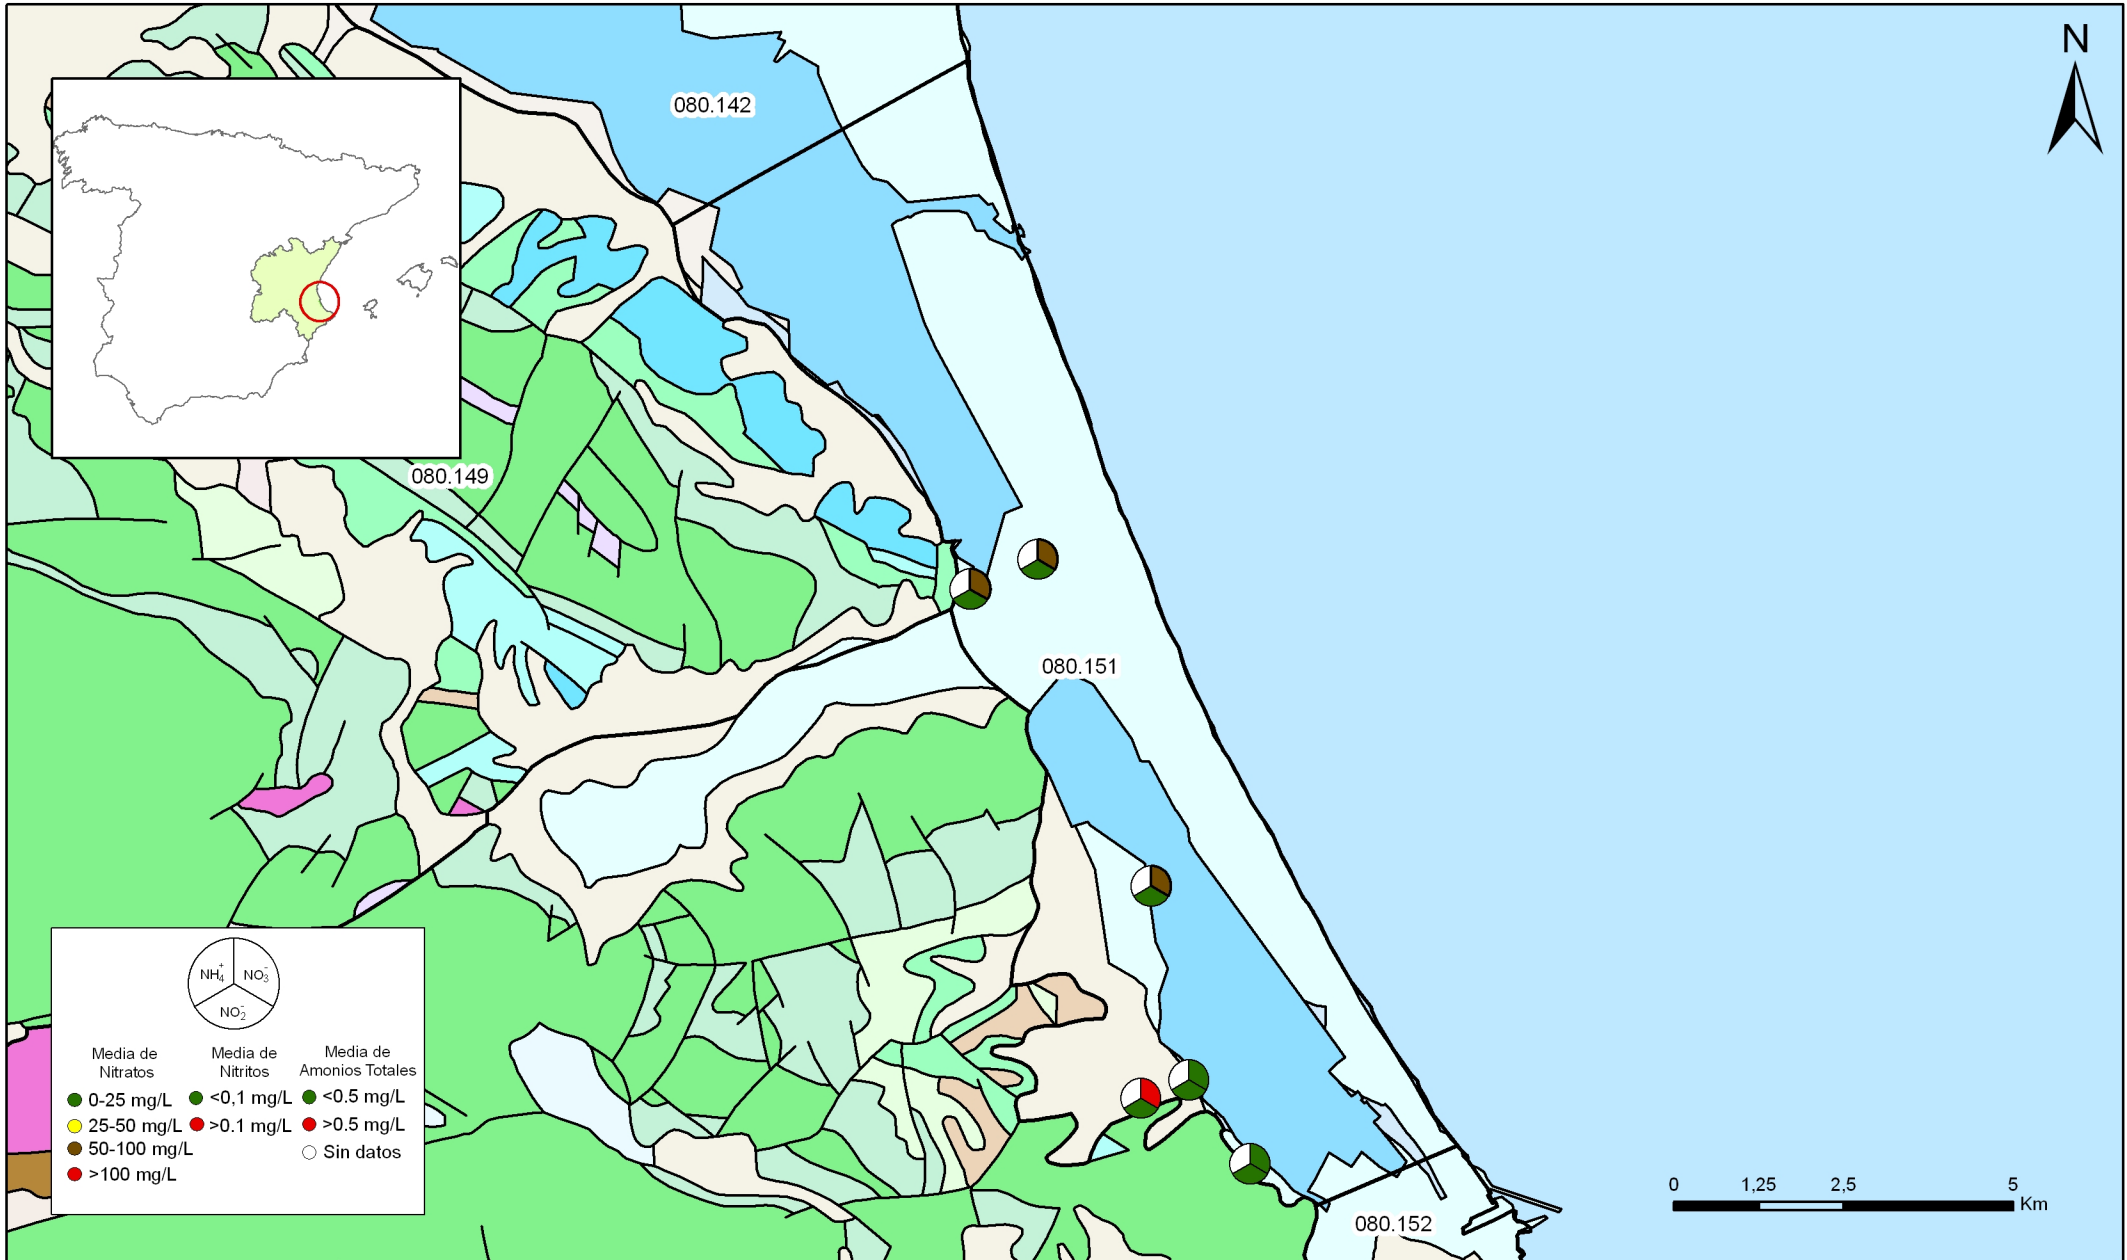 N
080.142
080.149
080.151
080.152
NH4+
NO3-
NO2-
Media de
Nitratos
0-25 mg/L
25-50 mg/L
50-100 mg/L
>100 mg/L
Media de
Nitritos
<0,1 mg/L
>0.1 mg/L
Media de
Amonios Totales
<0.5 mg/L
>0.5 mg/L
Sin datos
0 1,25 2,5 5
Km